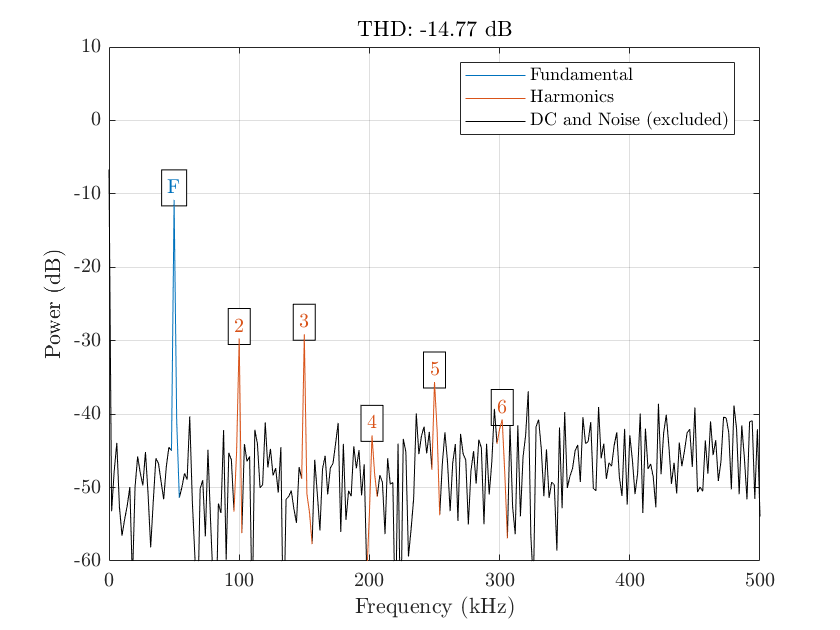 THD: -14.77 dB
Fundamental
Harmonics
DC and Noise (excluded)
10
0
-10
-20
-30
-40
-50
-60
Power (dB)
F
2
3
4
5
6
0 100 200 300 400 500
Frequency (kHz)